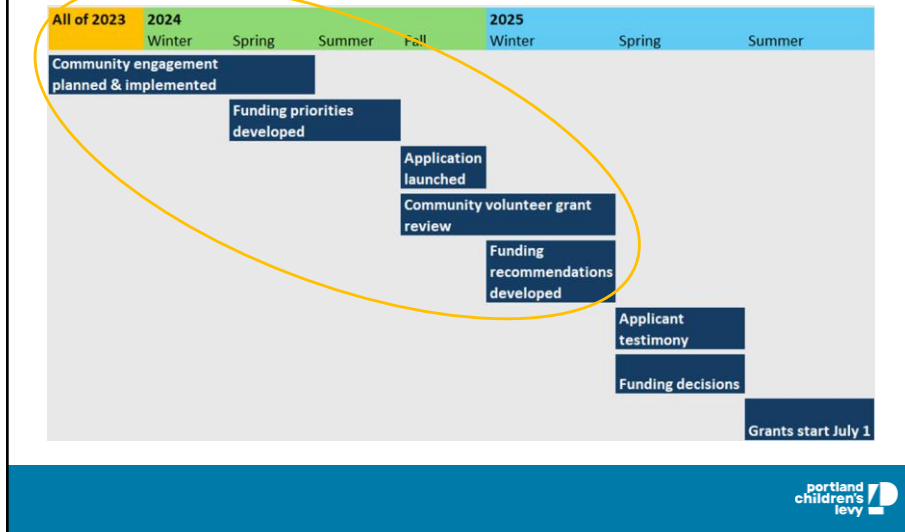 All of 2023 2024 2025
Winter Spring Summer Fall Winter Spring Summer
Community engagement
planned & implemented
Funding priorities
developed
Application
launched
Community volunteer grant
review
Funding
recommendations
developed
Applicant
testimony
Funding decisions
Grants start July 1
portland
children's
levy